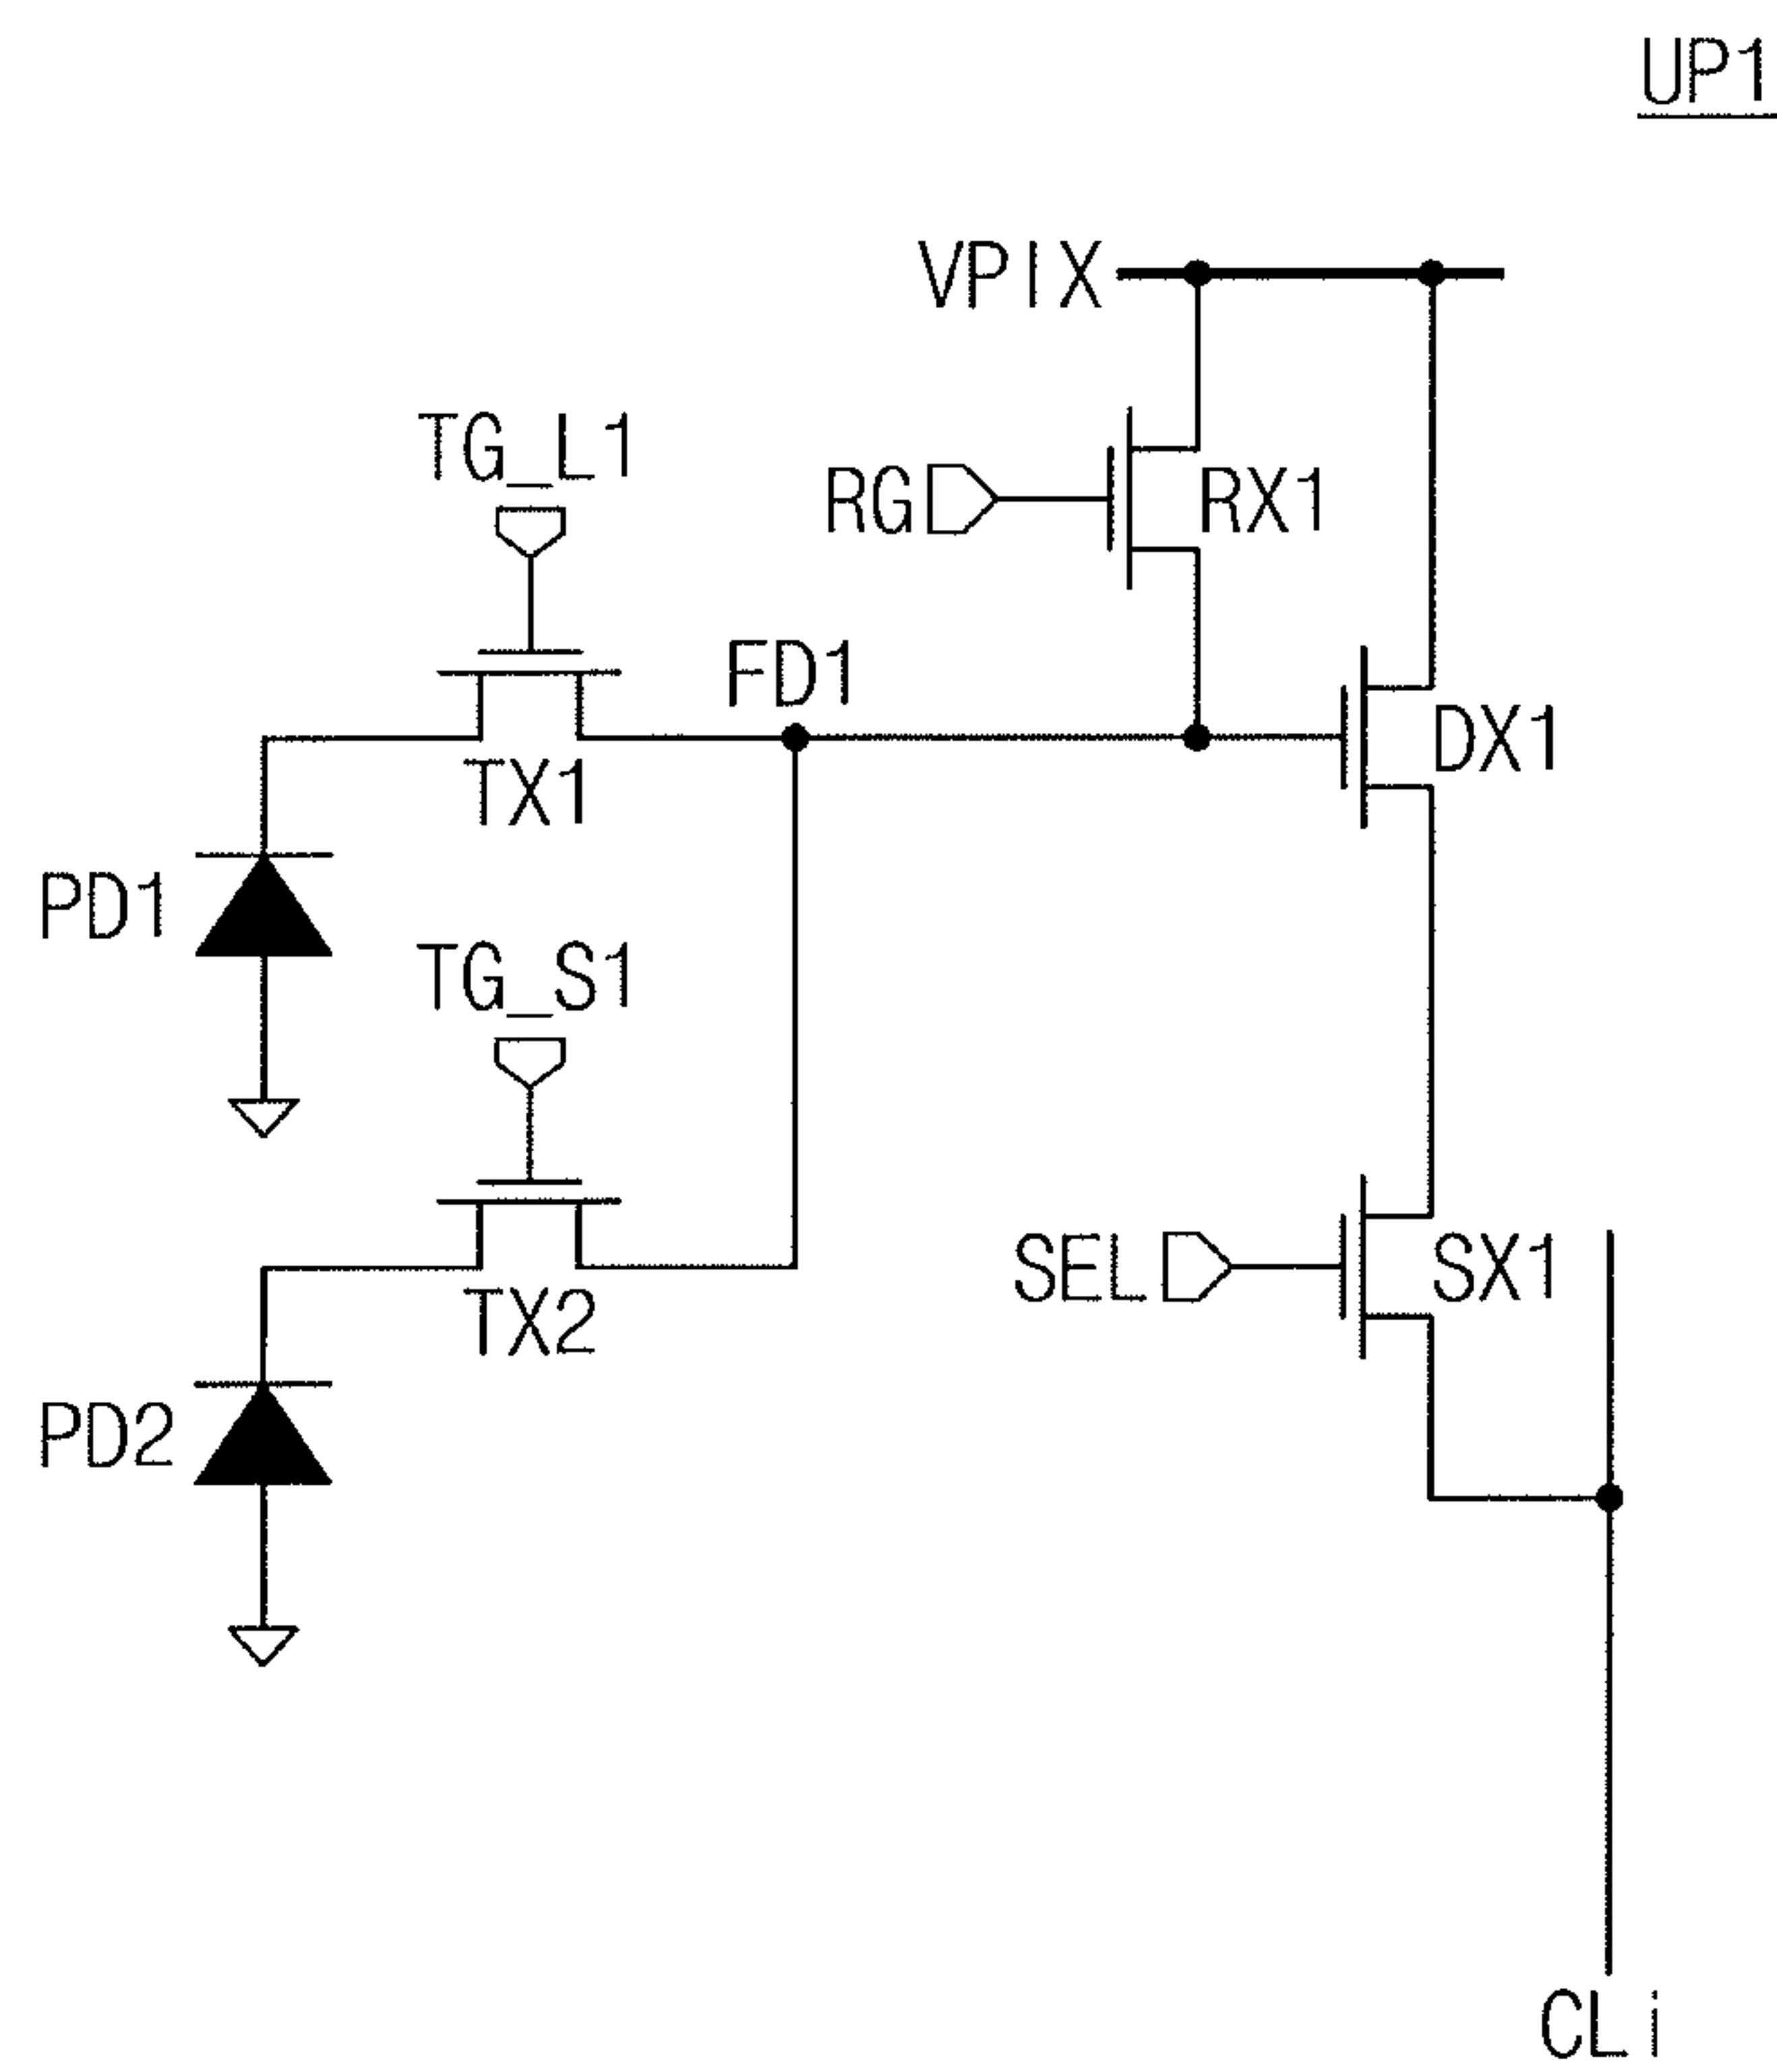 UP1
VPIX
TG_L1
RG
RX1
FD1
DX1
TX1
PD1
TG_S1
SEL
SX1
TX2
PD2
CLi